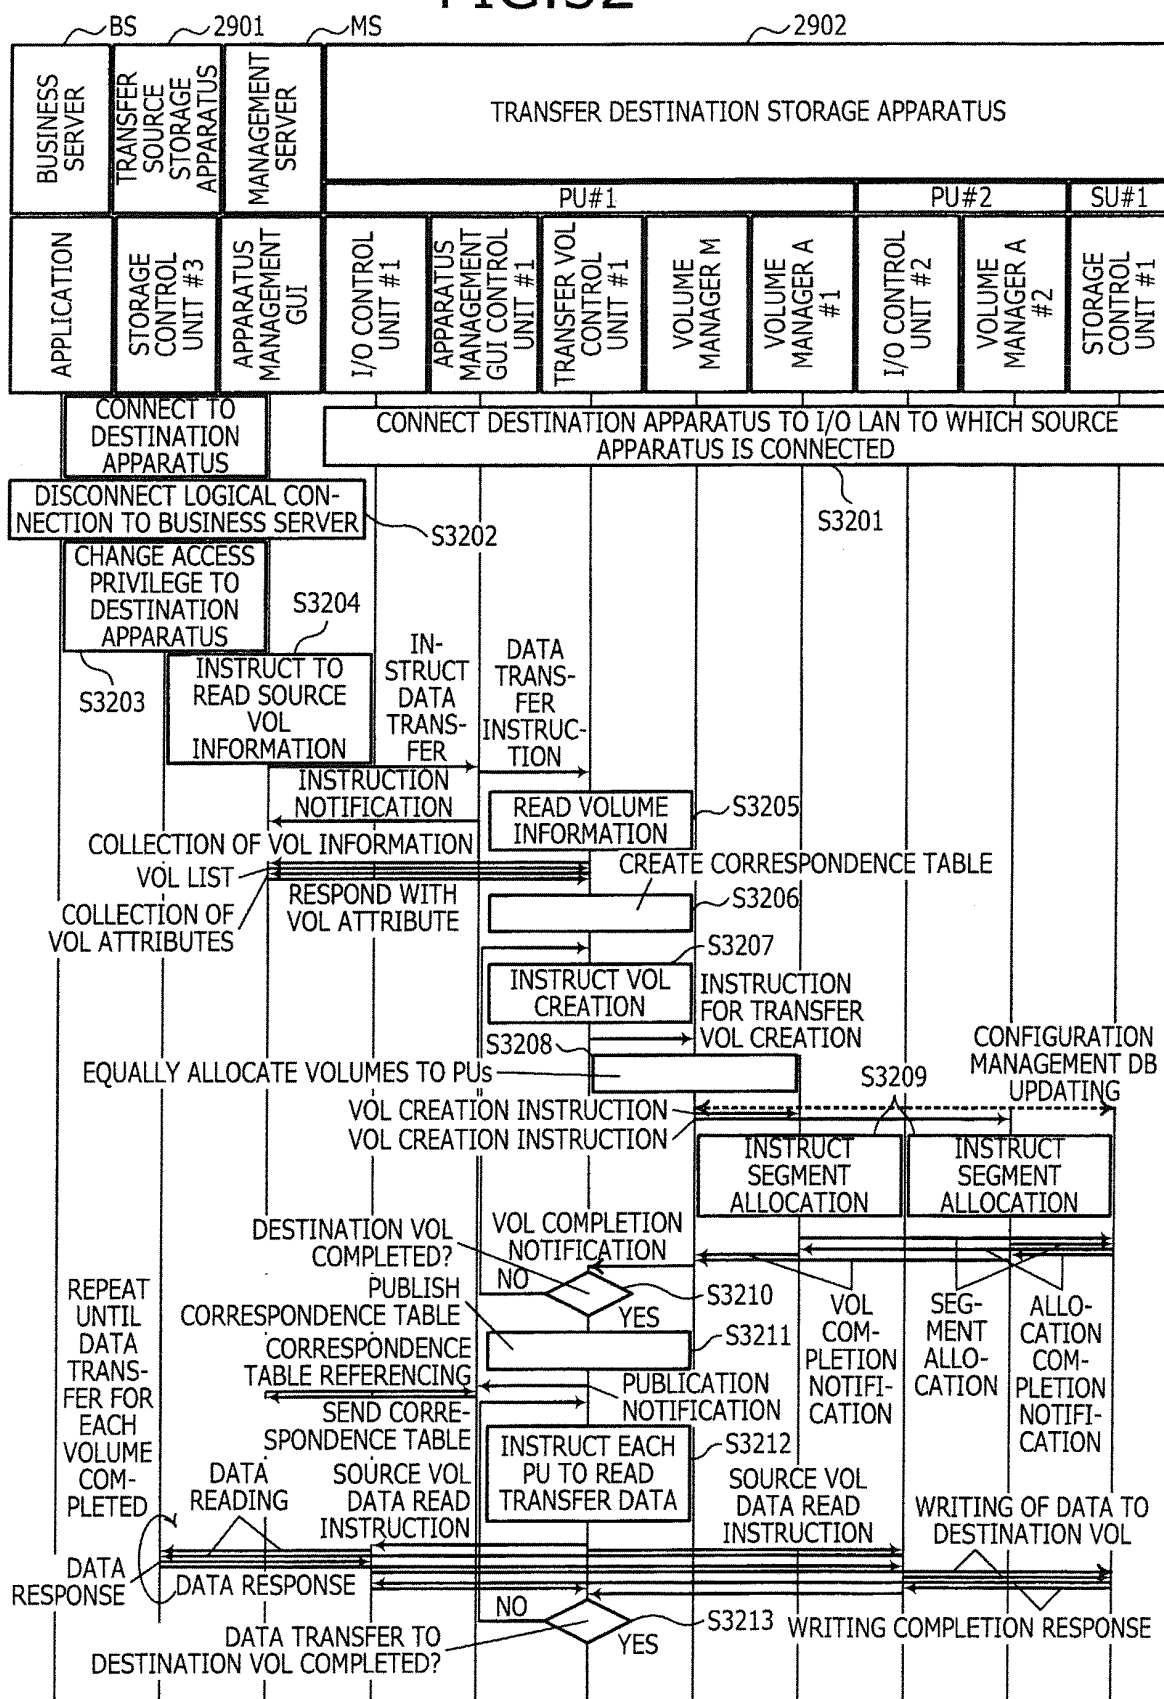 FIG.32
BS
2901
MS
2902
BUSINESS
SERVER
TRANSFER
SOURCE
STORAGE
APPARATUS
MANAGEMENT
SERVER
TRANSFER DESTINATION STORAGE APPARATUS
PU#1
PU#2
SU#1
APPLICATION
STORAGE
CONTROL
UNIT #3
APPARATUS
MANAGEMENT
GUI
I/O CONTROL
UNIT #1
APPARATUS
MANAGEMENT
GUI CONTROL
UNIT #1
TRANSFER VOL
CONTROL
UNIT #1
VOLUME
MANAGER M
VOLUME
MANAGER A
#1
I/O CONTROL
UNIT #2
VOLUME
MANAGER A
#2
STORAGE
CONTROL
UNIT #1
CONNECT TO
DESTINATION
APPARATUS
CONNECT DESTINATION APPARATUS TO I/O LAN TO WHICH SOURCE
APPARATUS IS CONNECTED
S3201
DISCONNECT LOGICAL CON-
NECTION TO BUSINESS SERVER
S3202
CHANGE ACCESS
PRIVILEGE TO
DESTINATION
APPARATUS
S3203
S3204
INSTRUCT TO
READ SOURCE
VOL
INFORMATION
IN-
STRUCT
DATA
TRANS-
FER
DATA
TRANS-
FER
INSTRUC-
TION
INSTRUCTION
NOTIFICATION
READ VOLUME
INFORMATION
S3205
COLLECTION OF VOL INFORMATION
VOL LIST
COLLECTION OF
VOL ATTRIBUTES
RESPOND WITH
VOL ATTRIBUTE
CREATE CORRESPONDENCE TABLE
S3206
S3207
INSTRUCT VOL
CREATION
INSTRUCTION
FOR TRANSFER
VOL CREATION
S3208
EQUALLY ALLOCATE VOLUMES TO PUs
S3209
CONFIGURATION
MANAGEMENT DB
UPDATING
VOL CREATION INSTRUCTION
VOL CREATION INSTRUCTION
INSTRUCT
SEGMENT
ALLOCATION
INSTRUCT
SEGMENT
ALLOCATION
DESTINATION VOL
COMPLETED?
VOL COMPLETION
NOTIFICATION
NO
YES
S3210
PUBLISH
CORRESPONDENCE TABLE
S3211
VOL
COM-
PLETION
NOTIFI-
CATION
SEG-
MENT
ALLO-
CATION
ALLO-
CATION
COM-
PLETION
NOTIFI-
CATION
REPEAT
UNTIL
DATA
TRANS-
FER FOR
EACH
VOLUME
COM-
PLETED
CORRESPONDENCE
TABLE REFERENCING
PUBLICATION
NOTIFICATION
SEND CORRE-
SPONDENCE TABLE
INSTRUCT EACH
PU TO READ
TRANSFER DATA
S3212
DATA
READING
SOURCE VOL
DATA READ
INSTRUCTION
SOURCE VOL
DATA READ
INSTRUCTION
WRITING OF DATA TO
DESTINATION VOL
DATA
RESPONSE
DATA RESPONSE
NO
YES
S3213
WRITING COMPLETION RESPONSE
DATA TRANSFER TO
DESTINATION VOL COMPLETED?